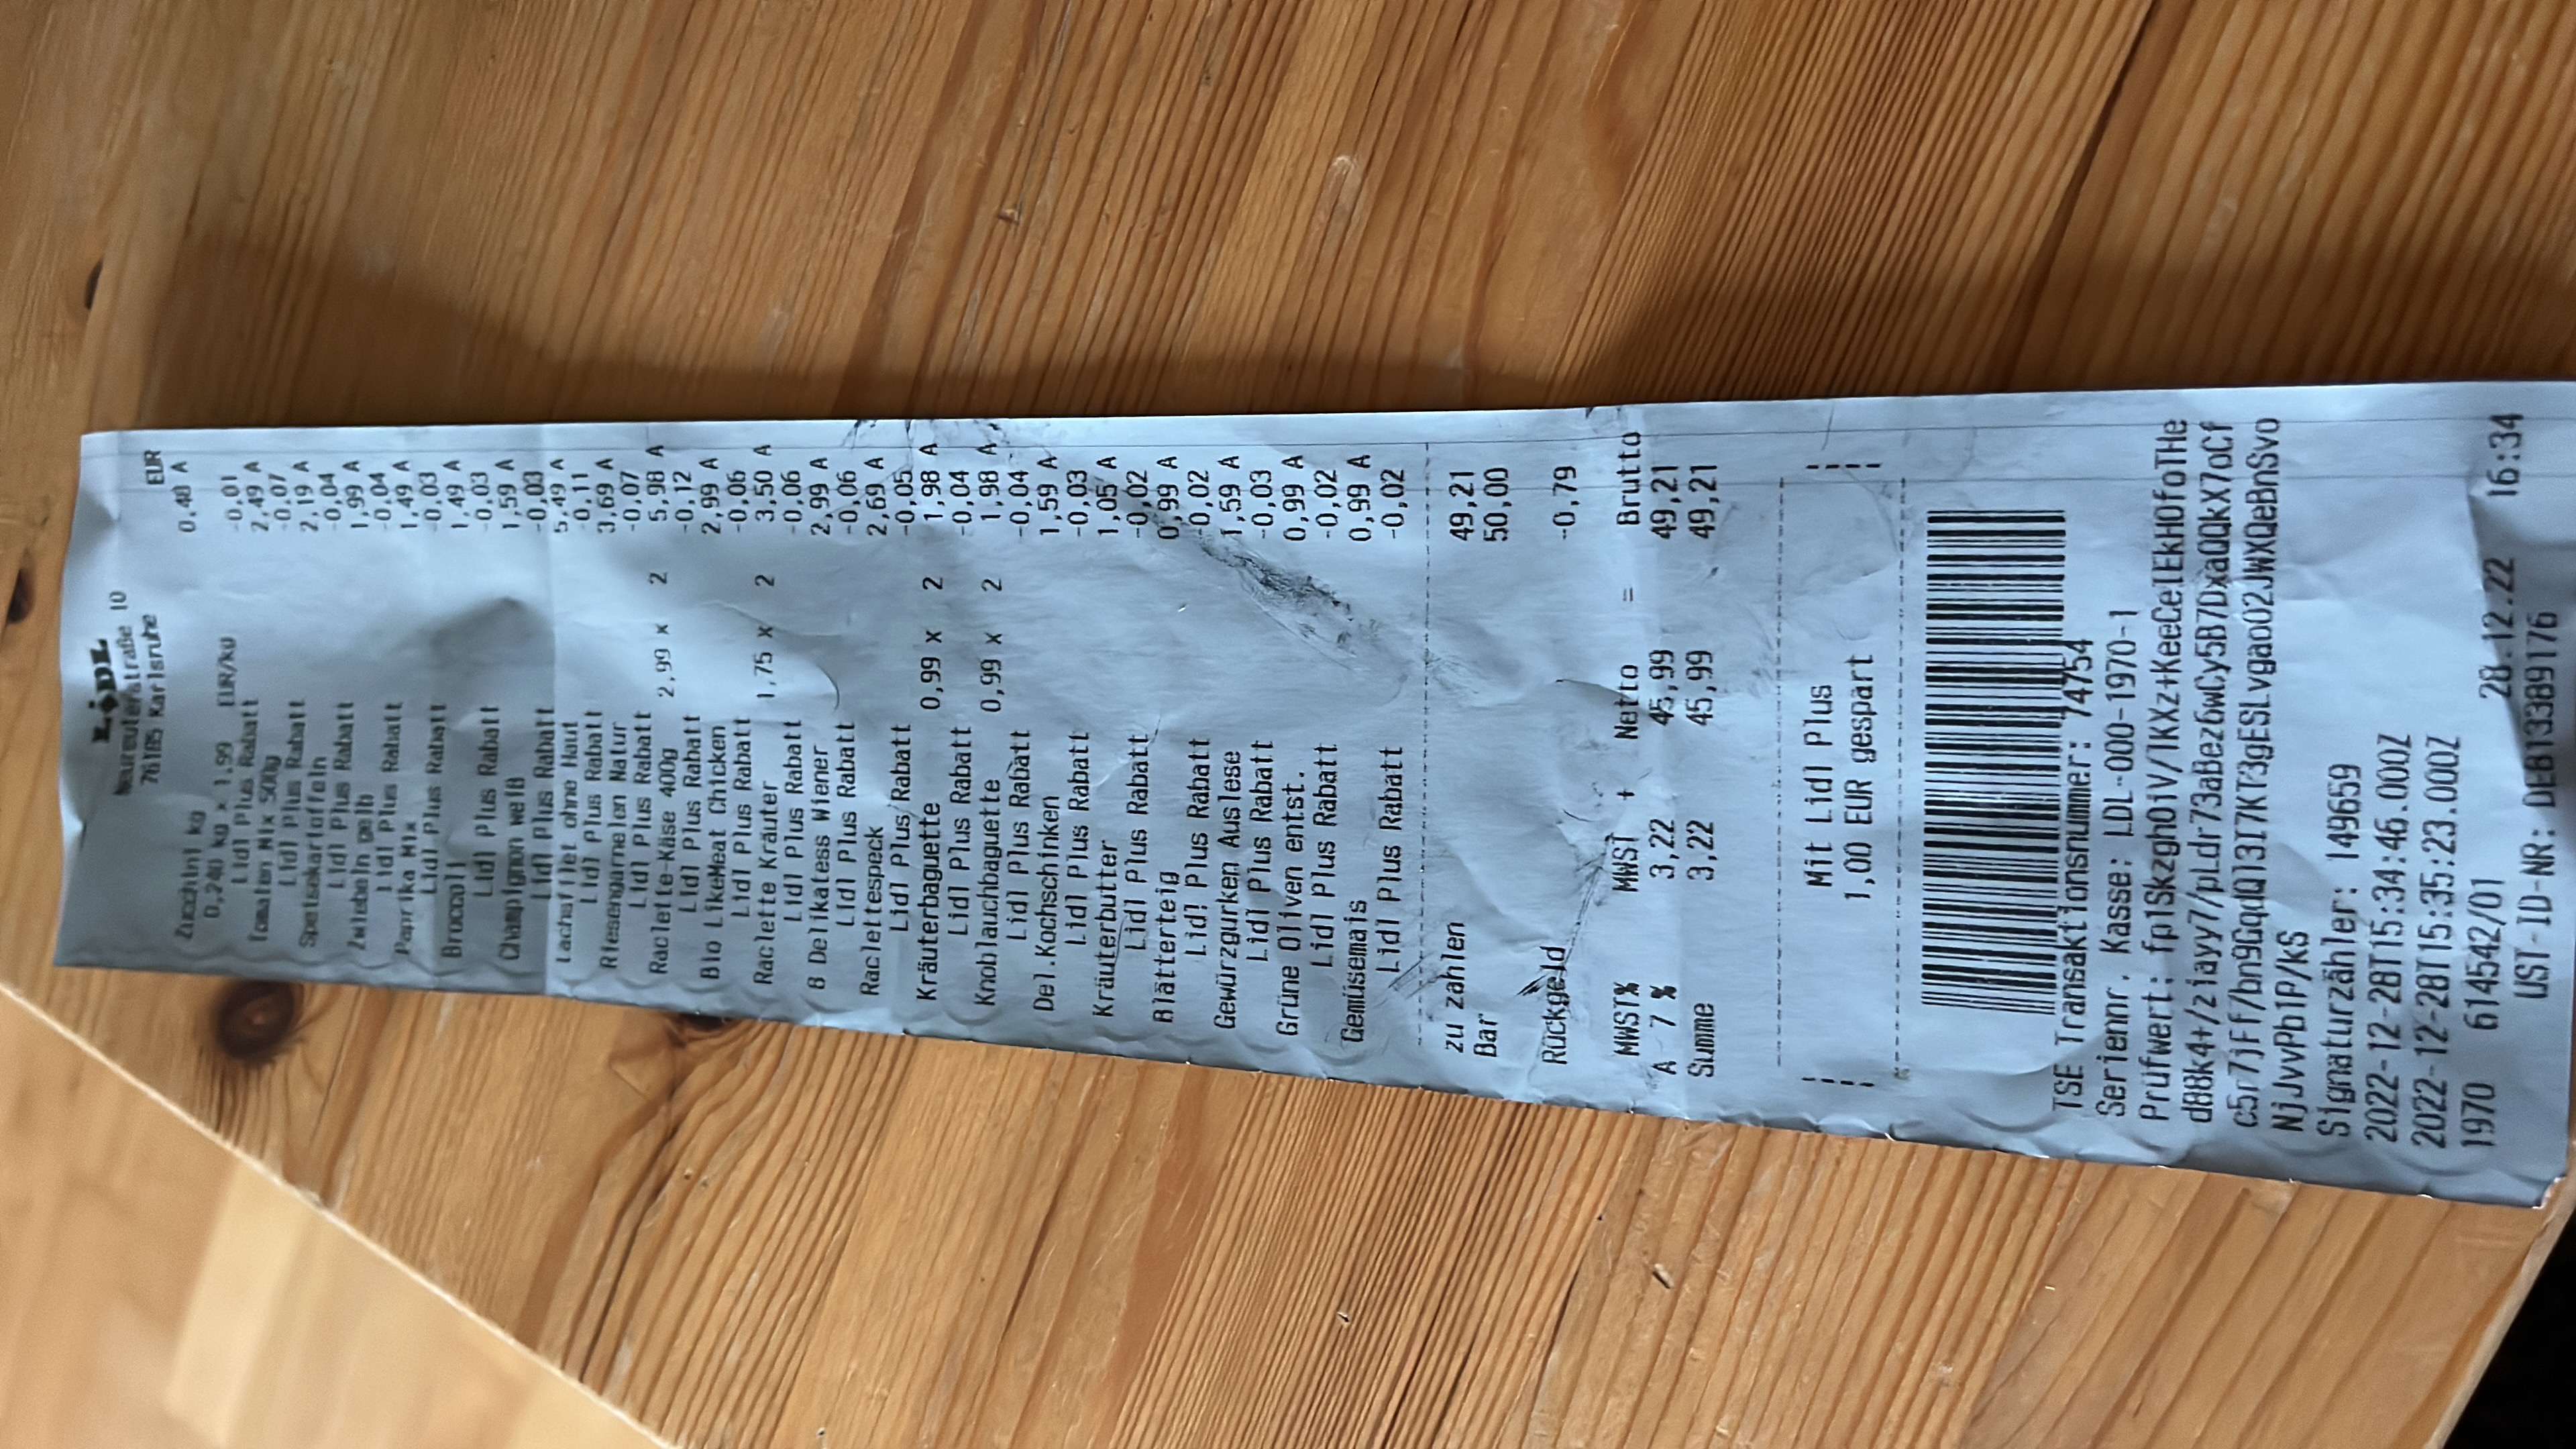 LIDL
Neureuterstraße 10
76185 Karlsruhe
EUR
Zucchini kg 0,48 A
0,240 kg x 1,99 EUR/kg
Lidl Plus Rabatt -0,01
Tomaten Mix 500g 2,49 A
Lidl Plus Rabatt -0,07
Speisekartoffeln 2,19 A
Lidl Plus Rabatt -0,04
Zwiebeln gelb 1,99 A
Lidl Plus Rabatt -0,04
Paprika Mix 1,49 A
Lidl Plus Rabatt -0,03
Broccoli 1,49 A
Lidl Plus Rabatt -0,03
Champignon weiß 1,59 A
Lidl Plus Rabatt -0,03
Lachsfilet ohne Haut 5,49 A
Lidl Plus Rabatt -0,11
Riesengarnelen Natur 3,69 A
Lidl Plus Rabatt -0,07
Raclette-Käse 400g 2,99 x 2 5,98 A
Lidl Plus Rabatt -0,12
Bio LikeMeat Chicken 2,99 A
Lidl Plus Rabatt -0,06
Raclette Kräuter 1,75 x 2 3,50 A
Lidl Plus Rabatt -0,06
8 Delikatess Wiener 2,99 A
Lidl Plus Rabatt -0,06
Raclettespeck 2,69 A
Lidl Plus Rabatt -0,05
Kräuterbaguette 0,99 x 2 1,98 A
Lidl Plus Rabatt -0,04
Knoblauchbaguette 0,99 x 2 1,98 A
Lidl Plus Rabatt -0,04
Del.Kochschinken 1,59 A
Lidl Plus Rabatt -0,03
Kräuterbutter 1,05 A
Lidl Plus Rabatt -0,02
Blätterteig 0,99 A
Lidl Plus Rabatt -0,02
Gewürzgurken Auslese 1,59 A
Lidl Plus Rabatt -0,03
Grüne Oliven entst. 0,99 A
Lidl Plus Rabatt -0,02
Gemüsemais 0,99 A
Lidl Plus Rabatt -0,02
zu zahlen 49,21
Bar 50,00
Rückgeld -0,79
MWST% MWST + Netto = Brutto
A 7 % 3,22 45,99 49,21
Summe 3,22 45,99 49,21
Mit Lidl Plus
1,00 EUR gespart
TSE Transaktionsnummer: 74754
Seriennr. Kasse: LDL-000-1970-1
Prüfwert:
NjJvvPb1P/kS
Signaturzähler: 149659
2022-12-28T15:34:46.000Z
2022-12-28T15:35:23.000Z
1970 614542/01 28.12.22 16:34
UST-ID-NR: DE813389176